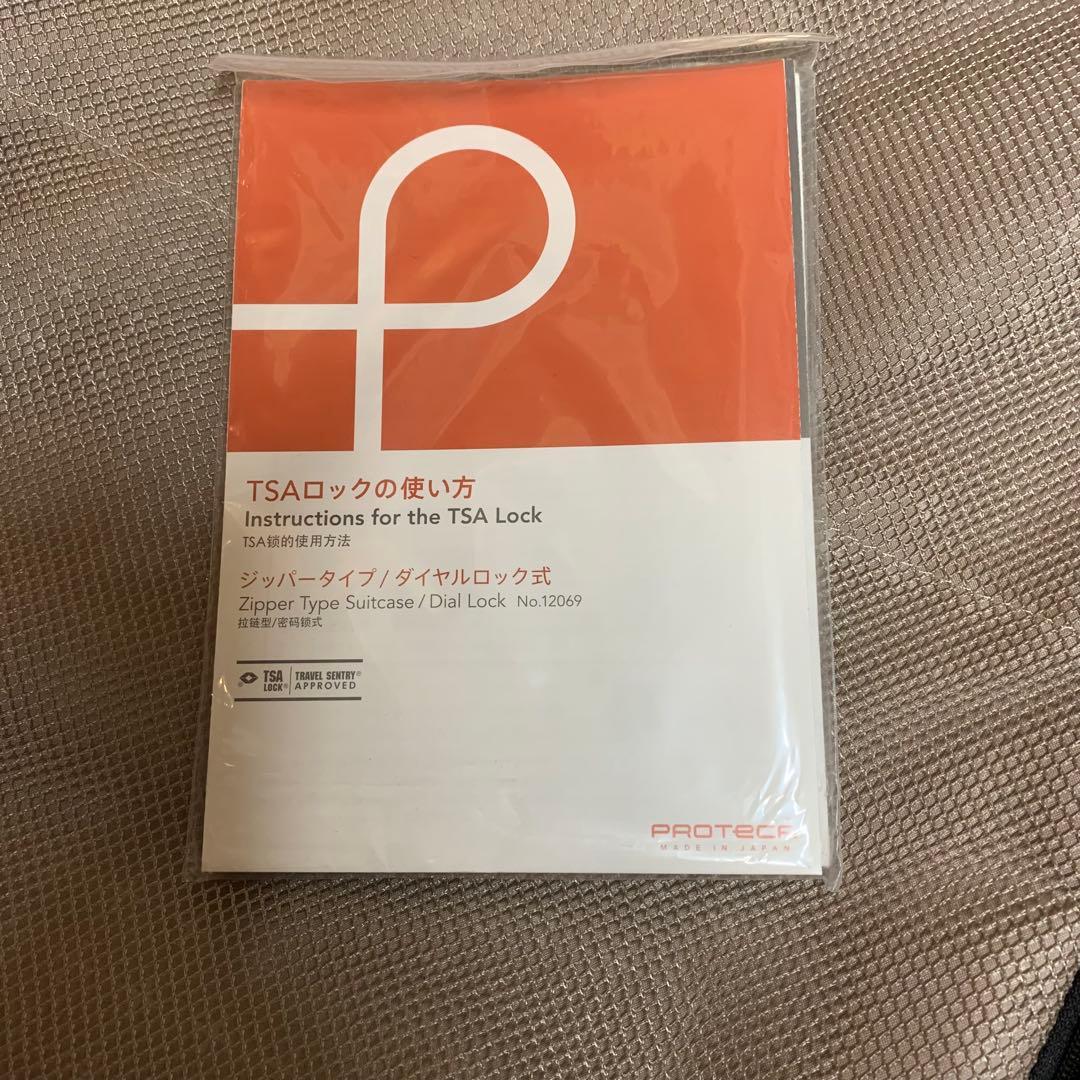 TSAロックの使い方
Instructions for the TSA Lock
TSA锁的使用方法
ジッパータイプ/ダイヤルロック式
Zipper Type Suitcase/Dial Lock No.12069
拉链型/密码锁式
TSA LOCK® TRAVEL SENTRY® APPROVED
PROTeCA
MADE IN JAPAN